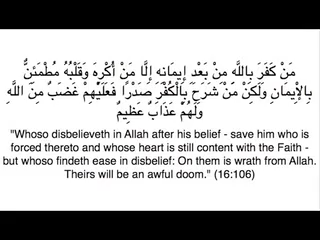 مَنْ كَفَرَ بِاللَّهِ مِنْ بَعْدِ إِيمَانِهِ إِلَّا مَنْ أُكْرِهَ وَقَلْبُهُ مُطْمَئِنٌّ
بِالْإِيمَانِ وَلَكِنْ مَنْ شَرَحَ بِالْكُفْرِ صَدْرًا فَعَلَيْهِمْ غَضَبٌ مِنَ اللَّهِ
وَلَهُمْ عَذَابٌ عَظِيمٌ
"Whoso disbelieveth in Allah after his belief - save him who is
forced thereto and whose heart is still content with the Faith -
but whoso findeth ease in disbelief: On them is wrath from Allah.
Theirs will be an awful doom." (16:106)